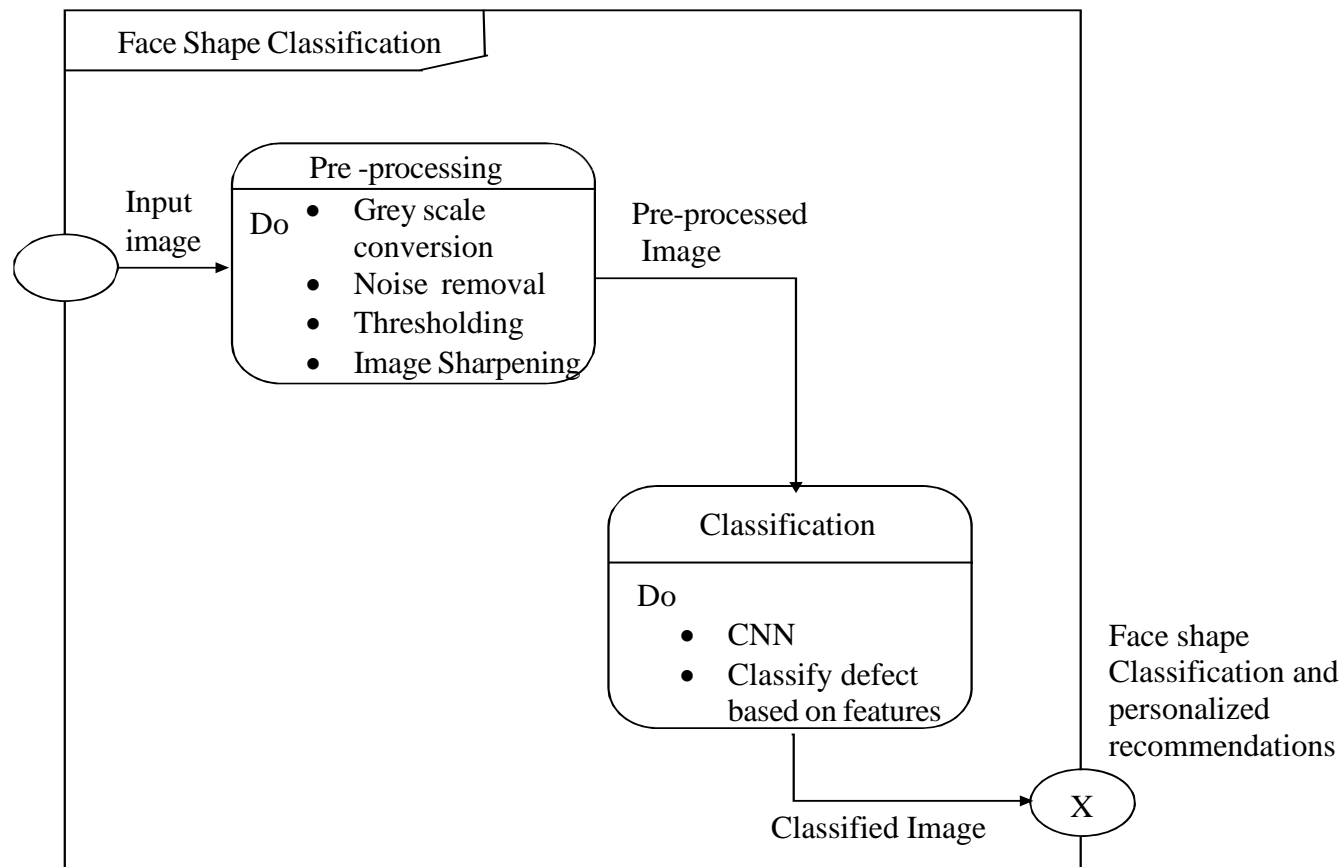 Face Shape Classification
Pre -processing
Input
image
Do
• Grey scale
conversion
• Noise removal
• Thresholding
• Image Sharpening
Pre-processed
Image
Classification
Do
• CNN
• Classify defect
based on features
Face shape
Classification and
personalized
recommendations
X
Classified Image